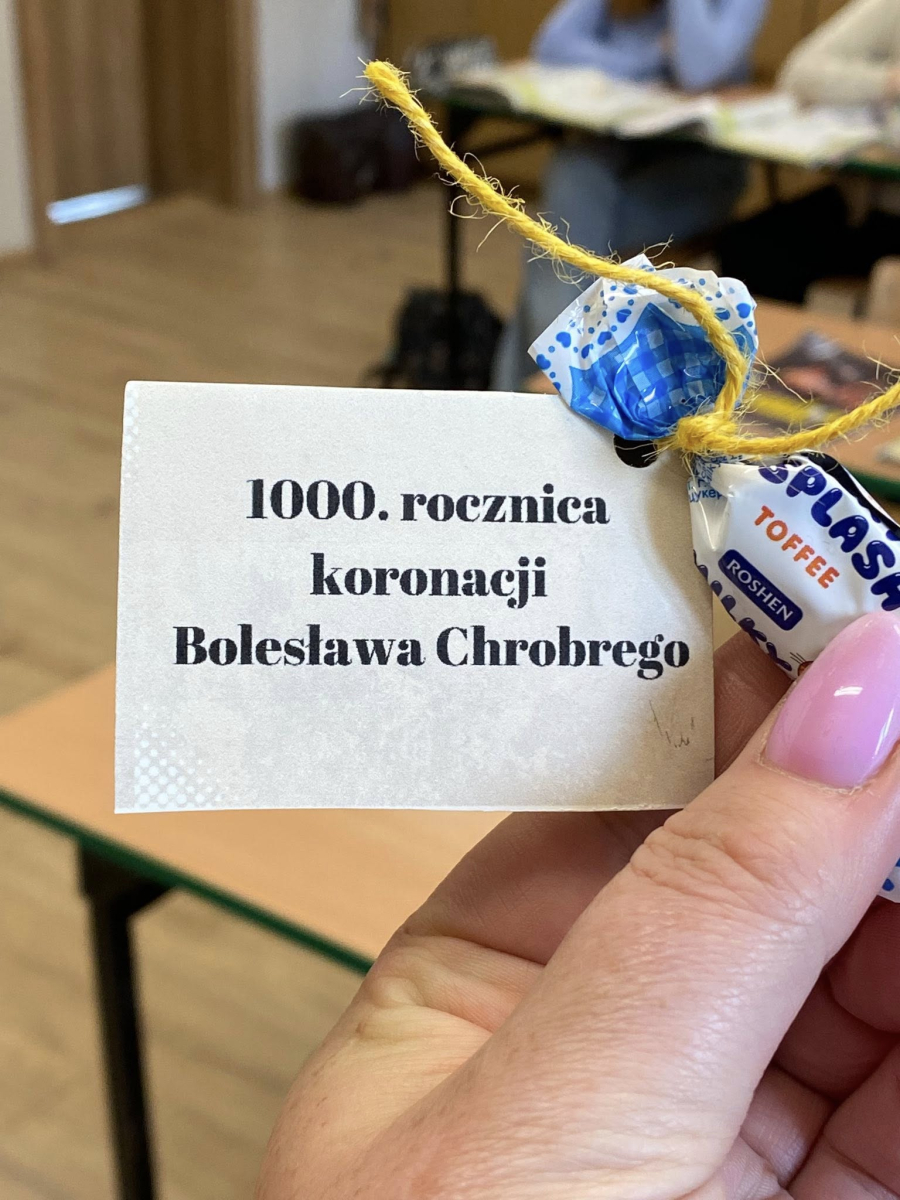 1000. rocznica
koronacji
Bolesława Chrobrego
SPLASH
TOFFEE
ROSHEN